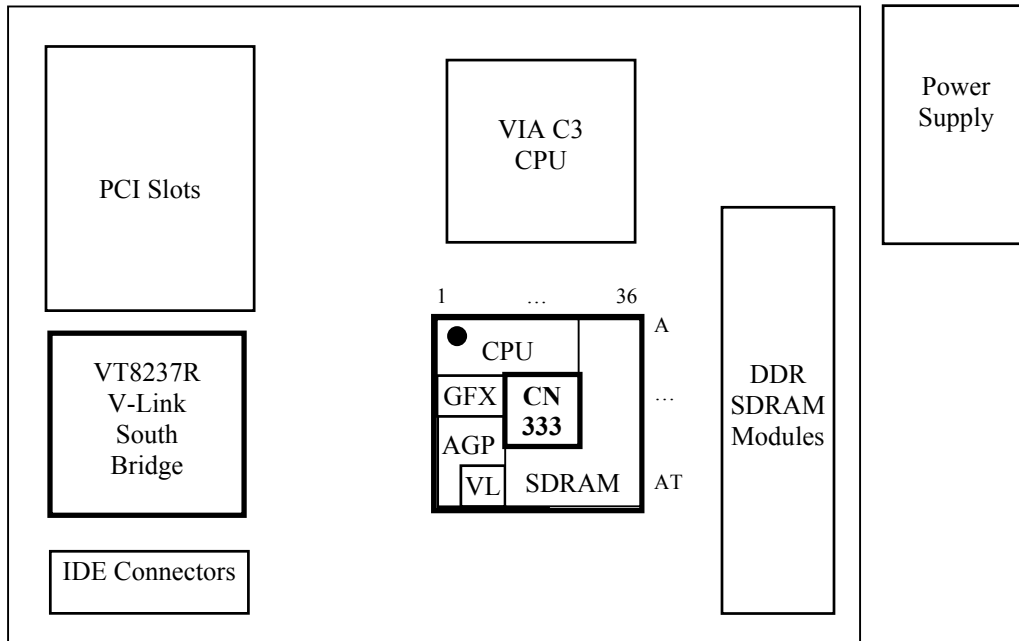 PCI Slots
VIA C3
CPU
Power
Supply
1 … 36
A
…
AT
CPU
GFX
CN
333
AGP
VL
SDRAM
VT8237R
V-Link
South
Bridge
DDR
SDRAM
Modules
IDE Connectors